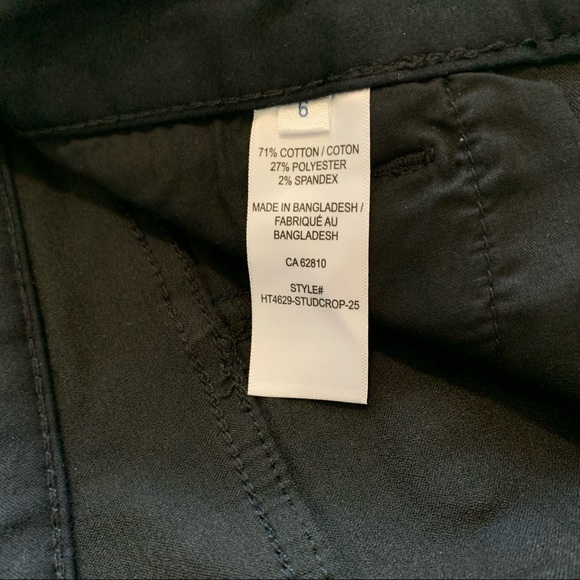 6
71% COTTON / COTON
27% POLYESTER
2% SPANDEX
MADE IN BANGLADESH /
FABRIQUÉ AU
BANGLADESH
CA 62810
STYLE#
HT4629-STUDCROP-25